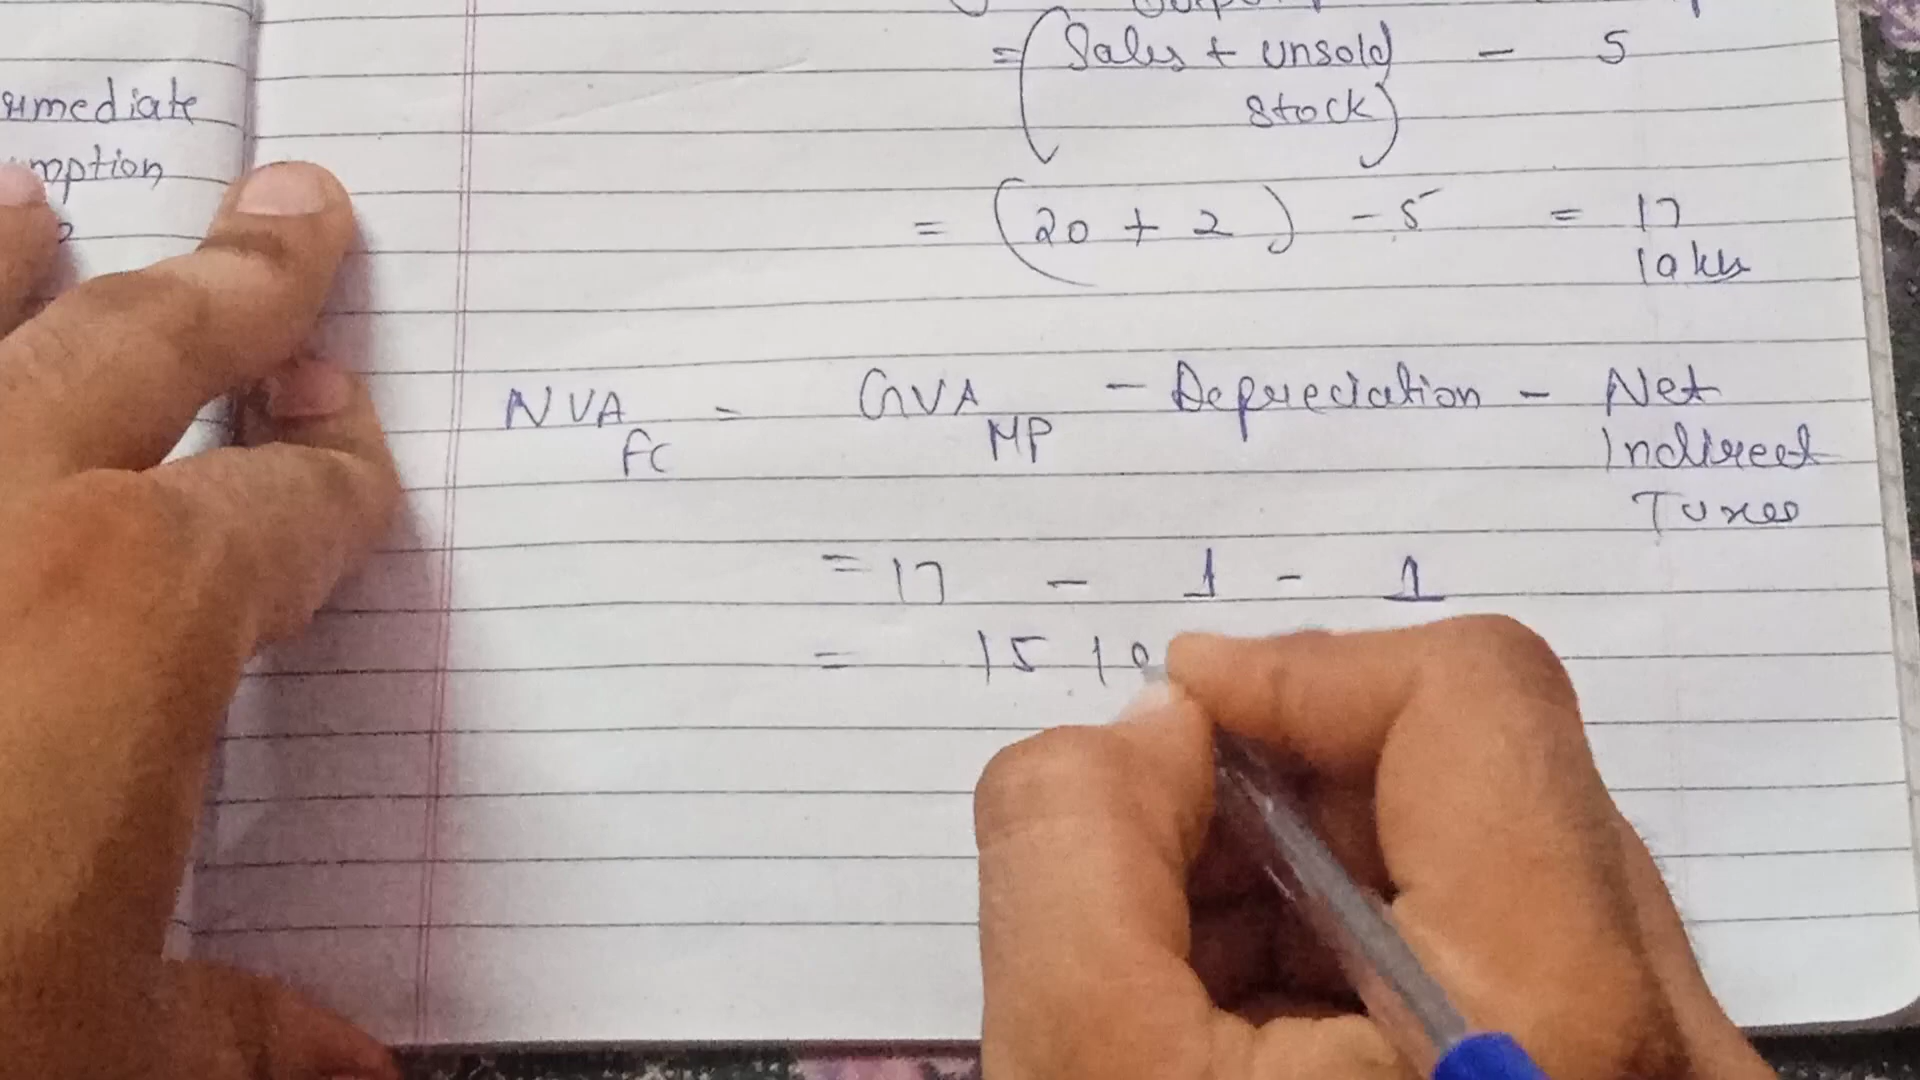 = (Sales + unsold - 5
stock)
= (20 + 2) - 5 = 17
lakhs
NVA FC = GVA MP - Depreciation - Net
Indirect
Taxes
= 17 - 1 - 1
= 15 la